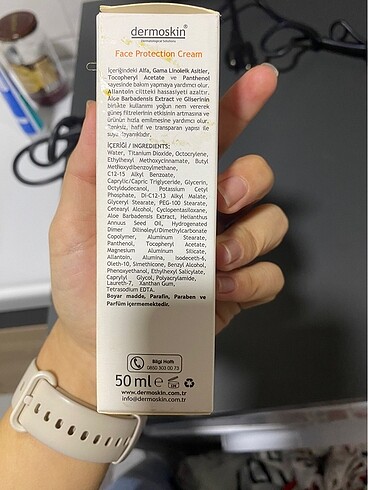 dermoskin®
Dermatological Solutions
Face Protection Cream
İçeriğindeki Alfa, Gama Linoleik Asitler,
Tocopheryl Acetate ve Panthenol
sayesinde bakım yapmaya yardımcı olur.
Allantoin ciltteki hassasiyeti azaltır.
Aloe Barbadensis Extract ve Gliserinin
birlikte kullanımı yoğun nem vererek
güneş filtrelerinin etkisinin artmasına ve
ürünün hızla emilmesine yardımcı olur.
hafif ve transparan yapısı ile
dayanıklıdır.
İÇERİĞİ / INGREDIENTS:
Water, Titanium Dioxide, Octocrylene,
Ethylhexyl Methoxycinnamate, Butyl
Methoxydibenzoylmethane,
C12-15 Alkyl Benzoate,
Caprylic/Capric Triglyceride, Glycerin,
Octyldodecanol, Potassium Cetyl
Phosphate, Di-C12-13 Alkyl Malate,
Glyceryl Stearate, PEG-100 Stearate,
Cetearyl Alcohol, Cyclopentasiloxane,
Aloe Barbadensis Extract, Helianthus
Annuus Seed Oil, Hydrogenated
Dimer Dilinoleyl/Dimethylcarbonate
Copolymer, Aluminum Stearate,
Panthenol, Tocopheryl Acetate,
Magnesium Aluminum Silicate,
Allantoin, Alumina, Isodeceth-6,
Oleth-10, Simethicone, Benzyl Alcohol,
Phenoxyethanol, Ethylhexyl Salicylate,
Caprylyl Glycol, Polyacrylamide,
Laureth-7, Xanthan Gum,
Tetrasodium EDTA.
Boyar madde, Parafin, Paraben ve
Parfüm içermemektedir.
Bilgi Hattı
0850 303 00 73
50 ml e
www.dermoskin.com.tr
info@dermoskin.com.tr